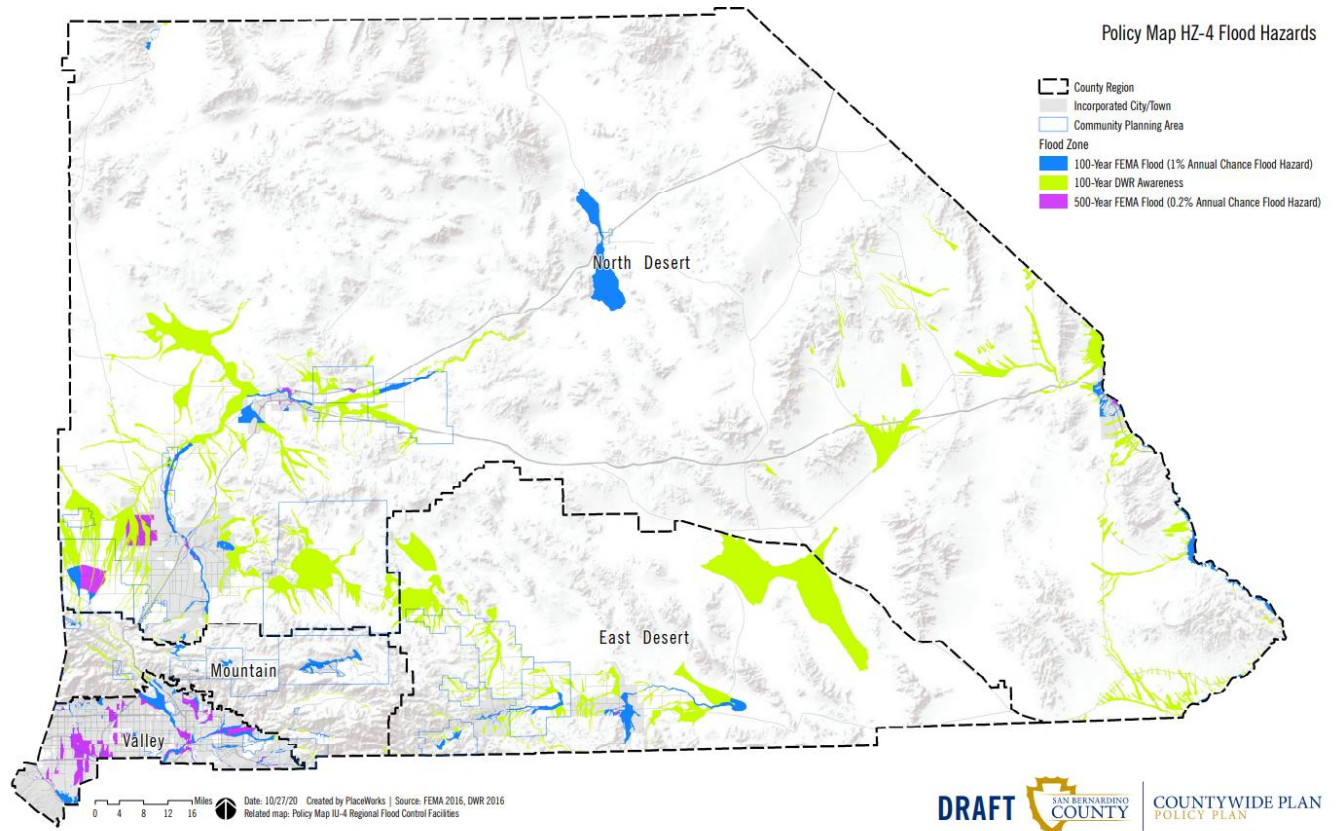 Policy Map HZ-4 Flood Hazards
County Region
Incorporated City/Town
Community Planning Area
Flood Zone
100-Year FEMA Flood (1% Annual Chance Flood Hazard)
100-Year DWR Awareness
500-Year FEMA Flood (0.2% Annual Chance Flood Hazard)
North Desert
East Desert
Mountain
Valley
Miles
0 4 8 12 16
Date: 10/27/20 Created by PlaceWorks | Source: FEMA 2016, DWR 2016
Related map: Policy Map IU-4 Regional Flood Control Facilities
DRAFT
SAN BERNARDINO
COUNTY
COUNTYWIDE PLAN
POLICY PLAN